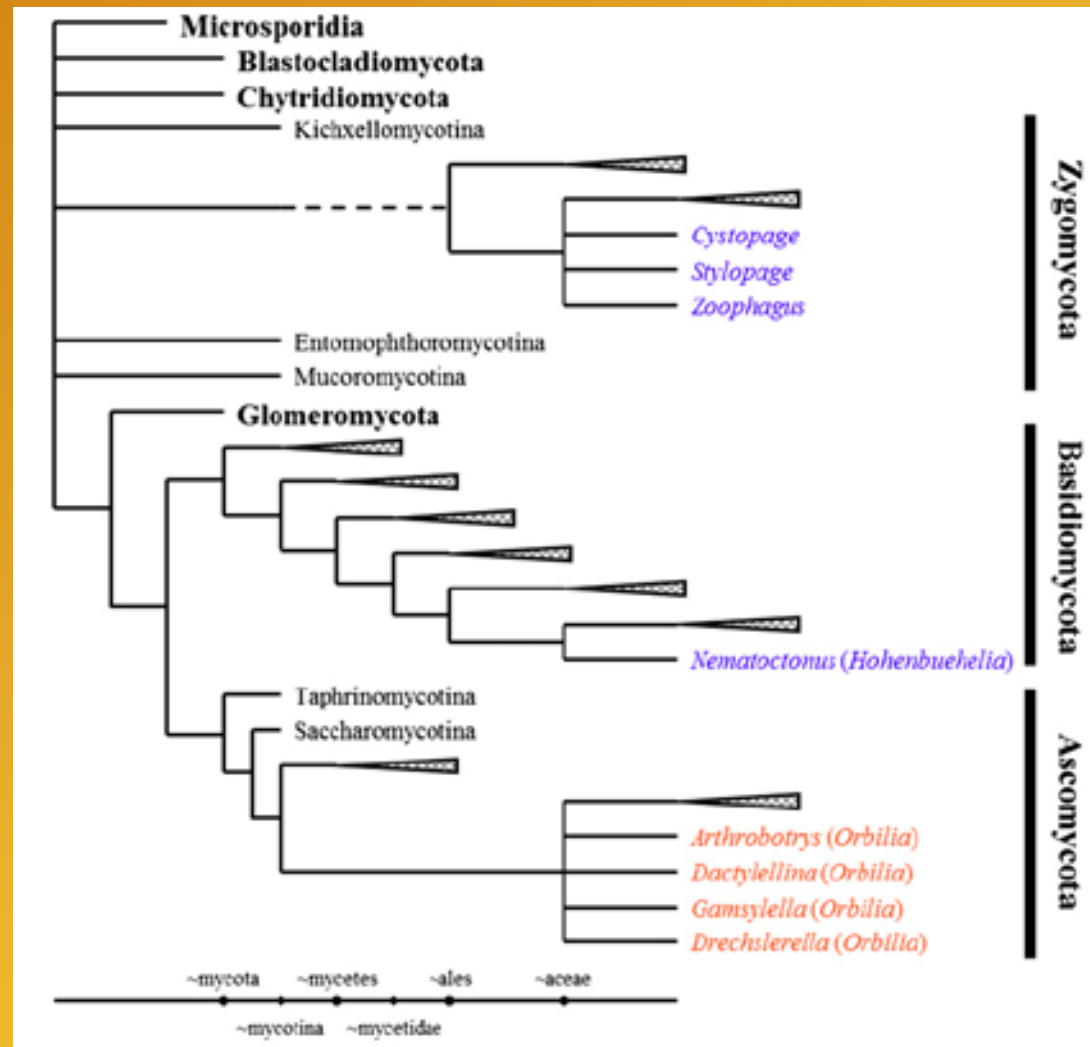 Microsporidia
Blastocladiomycota
Chytridiomycota
Kichxellomycotina
Zygomycota
Cystopage
Stylopage
Zoophagus
Entomophthoromycotina
Mucoromycotina
Glomeromycota
Basidiomycota
Nematoctonus (Hohenbuehelia)
Taphrinomycotina
Saccharomycotina
Ascomycota
Arthrobotrys (Orbilia)
Dactylellina (Orbilia)
Gamsylella (Orbilia)
Drechslerella (Orbilia)
~mycota ~mycetes ~ales ~aceae
~mycotina ~mycetidae